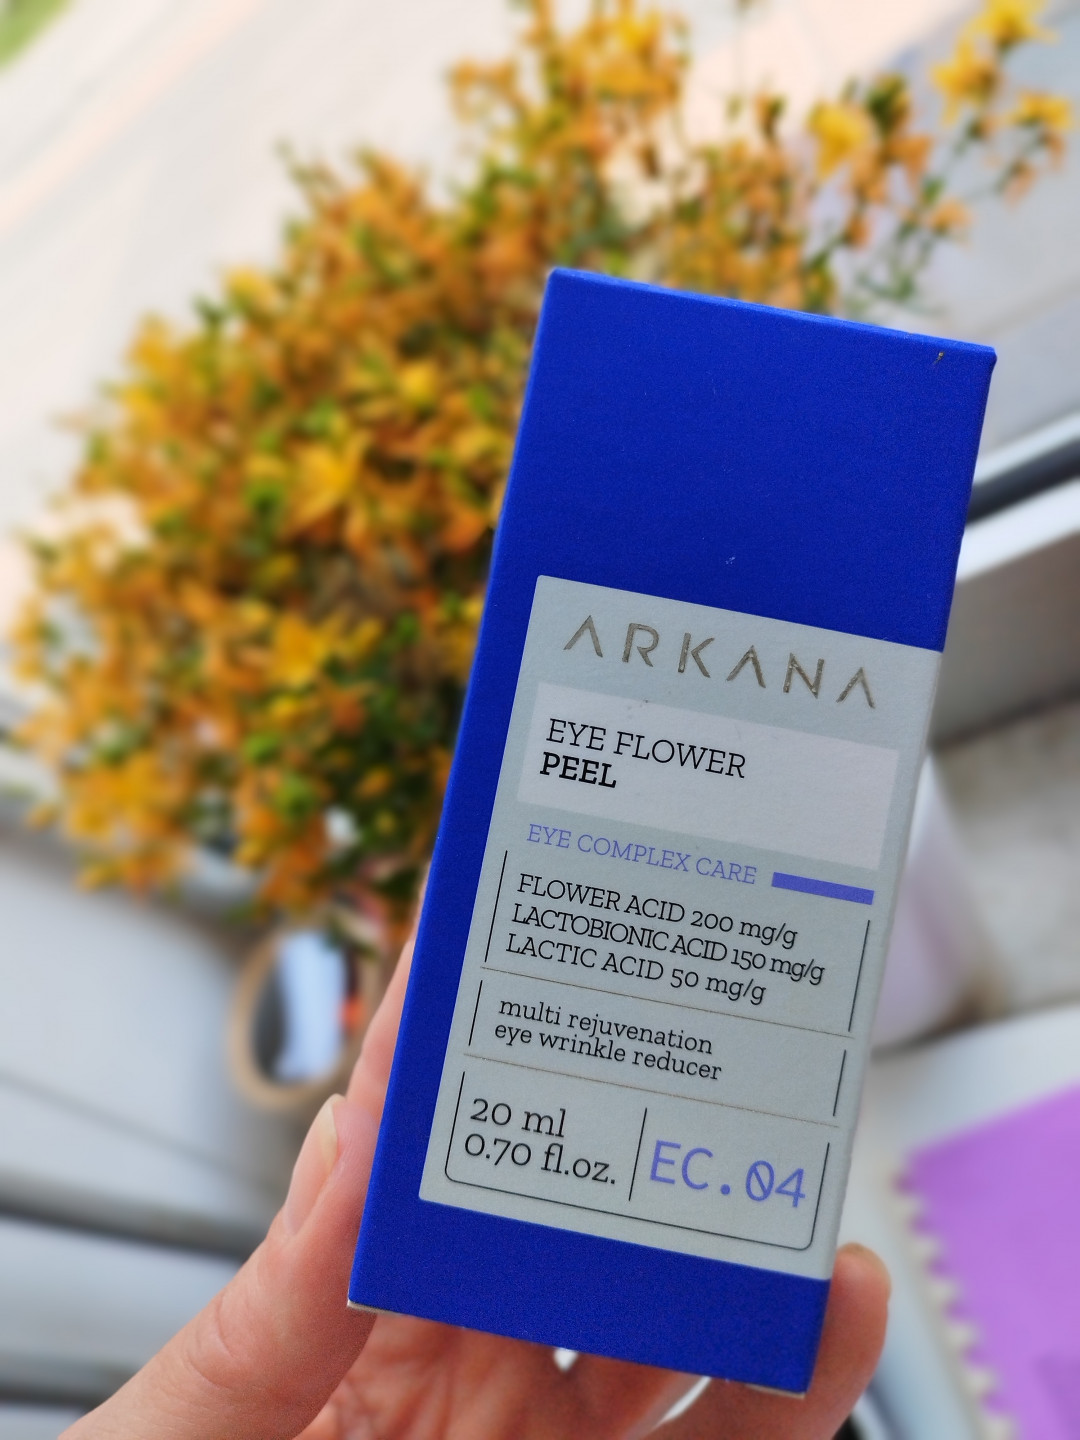 ARKANA
EYE FLOWER
PEEL
EYE COMPLEX CARE
FLOWER ACID 200 mg/g
LACTOBIONIC ACID 150 mg/g
LACTIC ACID 50 mg/g
multi rejuvenation
eye wrinkle reducer
20 ml
0.70 fl.oz.
EC.04